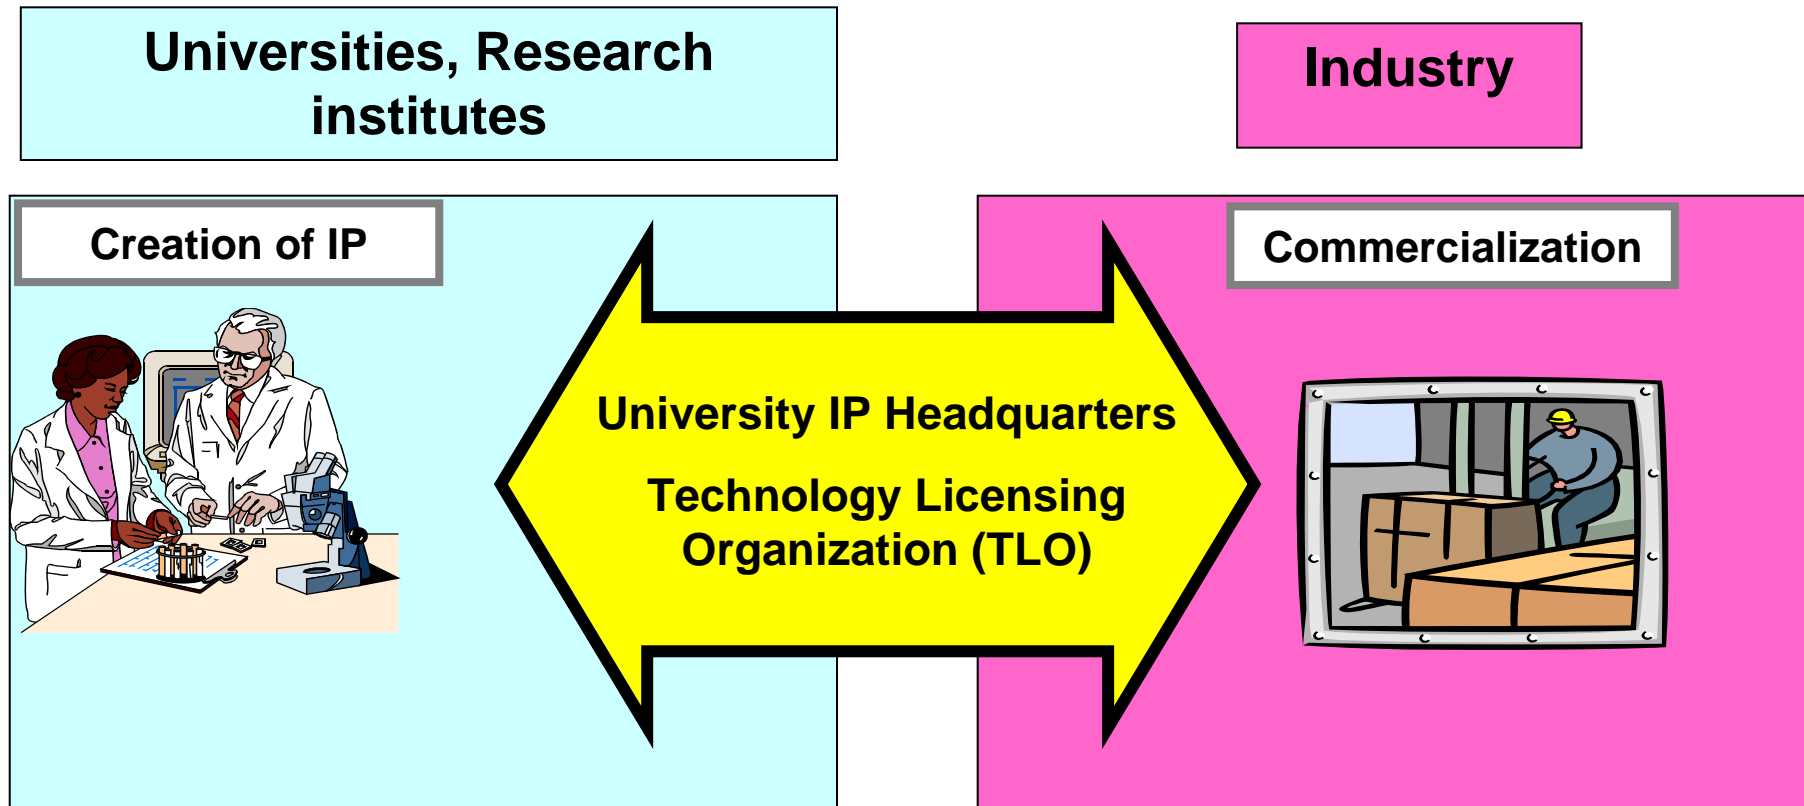 Universities, Research
institutes
Industry
Creation of IP
Commercialization
University IP Headquarters
Technology Licensing
Organization (TLO)